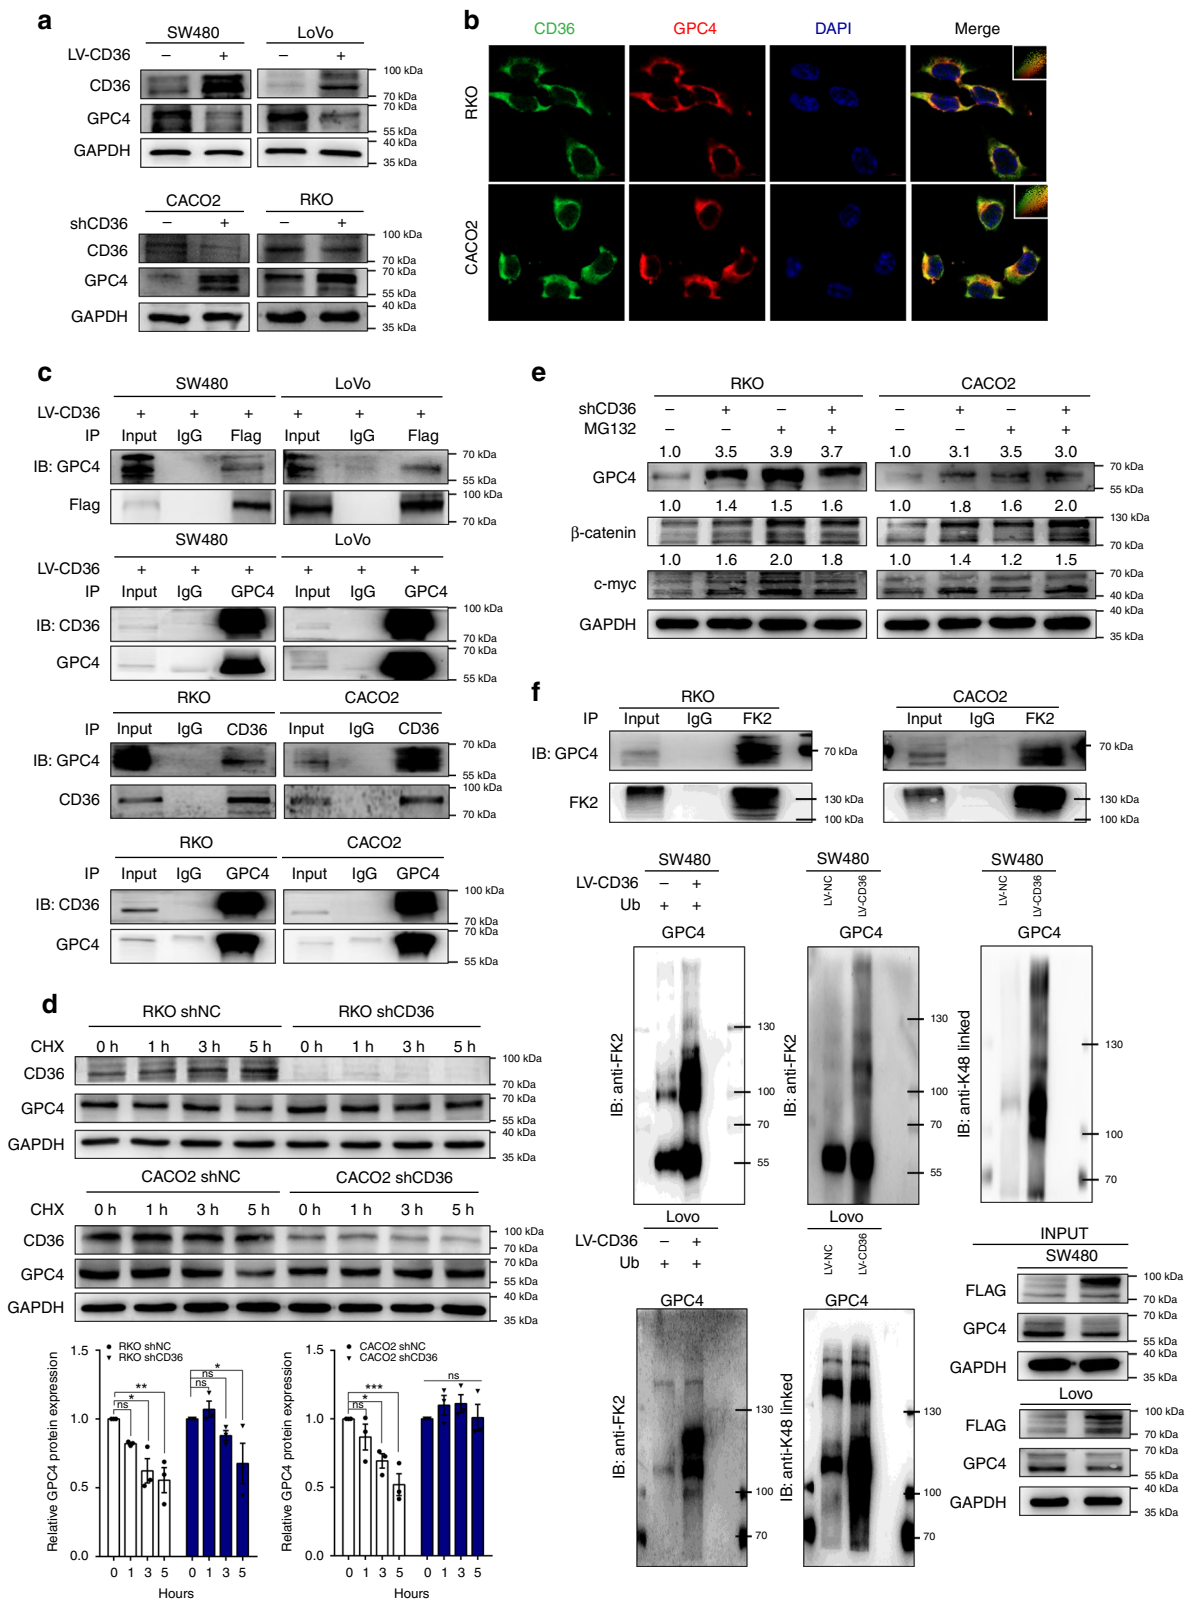 a
SW480 LoVo
LV-CD36 – + – +
CD36
100 kDa
70 kDa
GPC4
70 kDa
55 kDa
GAPDH
40 kDa
35 kDa
CACO2 RKO
shCD36 – + – +
CD36
100 kDa
70 kDa
GPC4
70 kDa
55 kDa
GAPDH
40 kDa
35 kDa
b
CD36 GPC4 DAPI Merge
RKO
CACO2
c
SW480 LoVo
LV-CD36 + + + + + +
IP Input IgG Flag Input IgG Flag
IB: GPC4
70 kDa
55 kDa
Flag
100 kDa
70 kDa
SW480 LoVo
LV-CD36 + + + + + +
IP Input IgG GPC4 Input IgG GPC4
IB: CD36
100 kDa
70 kDa
GPC4
70 kDa
55 kDa
RKO CACO2
IP Input IgG CD36 Input IgG CD36
IB: GPC4
70 kDa
55 kDa
CD36
100 kDa
70 kDa
RKO CACO2
IP Input IgG GPC4 Input IgG GPC4
IB: CD36
100 kDa
70 kDa
GPC4
70 kDa
55 kDa
d
RKO shNC RKO shCD36
CHX 0 h 1 h 3 h 5 h 0 h 1 h 3 h 5 h
CD36
100 kDa
70 kDa
GPC4
70 kDa
55 kDa
GAPDH
40 kDa
35 kDa
CACO2 shNC CACO2 shCD36
CHX 0 h 1 h 3 h 5 h 0 h 1 h 3 h 5 h
CD36
100 kDa
70 kDa
GPC4
70 kDa
55 kDa
GAPDH
40 kDa
35 kDa
Relative GPC4 protein expression
1.5
1.0
0.5
0.0
RKO shNC
RKO shCD36
ns * ** ns ns *
0 1 3 5 0 1 3 5
Hours
Relative GPC4 protein expression
1.5
1.0
0.5
0.0
CACO2 shNC
CACO2 shCD36
ns * *** ns
0 1 3 5 0 1 3 5
Hours
e
RKO CACO2
shCD36 – + – + – + – +
MG132 – – + + – – + +
1.0 3.5 3.9 3.7 1.0 3.1 3.5 3.0
GPC4
70 kDa
55 kDa
1.0 1.4 1.5 1.6 1.0 1.8 1.6 2.0
β-catenin
130 kDa
70 kDa
1.0 1.6 2.0 1.8 1.0 1.4 1.2 1.5
c-myc
70 kDa
40 kDa
GAPDH
40 kDa
35 kDa
f
RKO CACO2
IP Input IgG FK2 Input IgG FK2
IB: GPC4
70 kDa
70 kDa
FK2
130 kDa
100 kDa
130 kDa
100 kDa
SW480
LV-CD36 – +
Ub + +
GPC4
IB: anti-FK2
130
100
70
55
SW480
LV-NC
LV-CD36
GPC4
IB: anti-FK2
130
100
70
55
SW480
LV-NC
LV-CD36
GPC4
IB: anti-K48 linked
130
100
70
Lovo
LV-CD36 – +
Ub + +
GPC4
IB: anti-FK2
130
100
70
Lovo
LV-NC
LV-CD36
GPC4
IB: anti-K48 linked
130
100
70
INPUT
SW480
FLAG
100 kDa
70 kDa
GPC4
70 kDa
55 kDa
GAPDH
40 kDa
35 kDa
Lovo
FLAG
100 kDa
70 kDa
GPC4
70 kDa
55 kDa
GAPDH
40 kDa
35 kDa